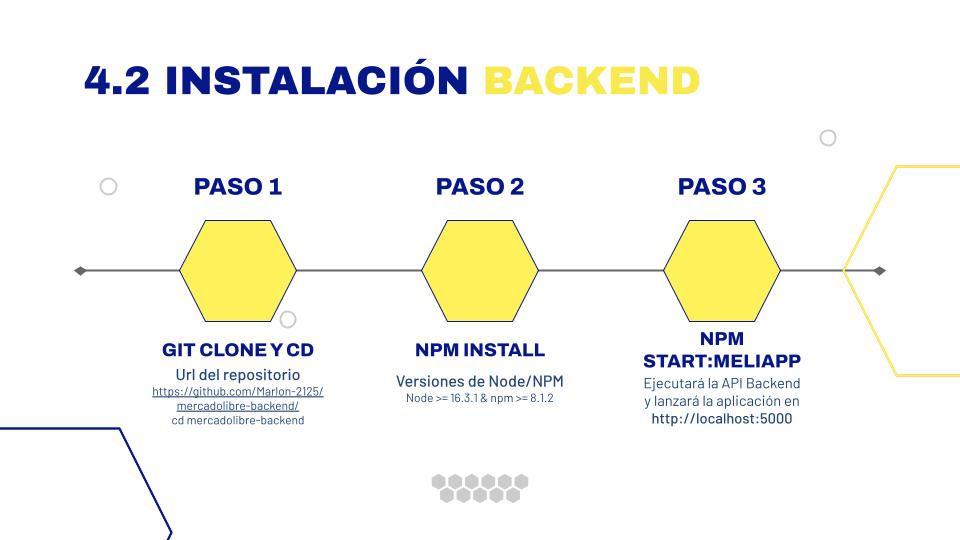 4.2 INSTALACIÓN BACKEND
PASO 1
PASO 2
PASO 3
GIT CLONE Y CD
Url del repositorio
https://github.com/Marlon-2125/
mercadolibre-backend/
cd mercadolibre-backend
NPM INSTALL
Versiones de Node/NPM
Node >= 16.3.1 & npm >= 8.1.2
NPM
START:MELIAPP
Ejecutará la API Backend
y lanzará la aplicación en
http://localhost:5000